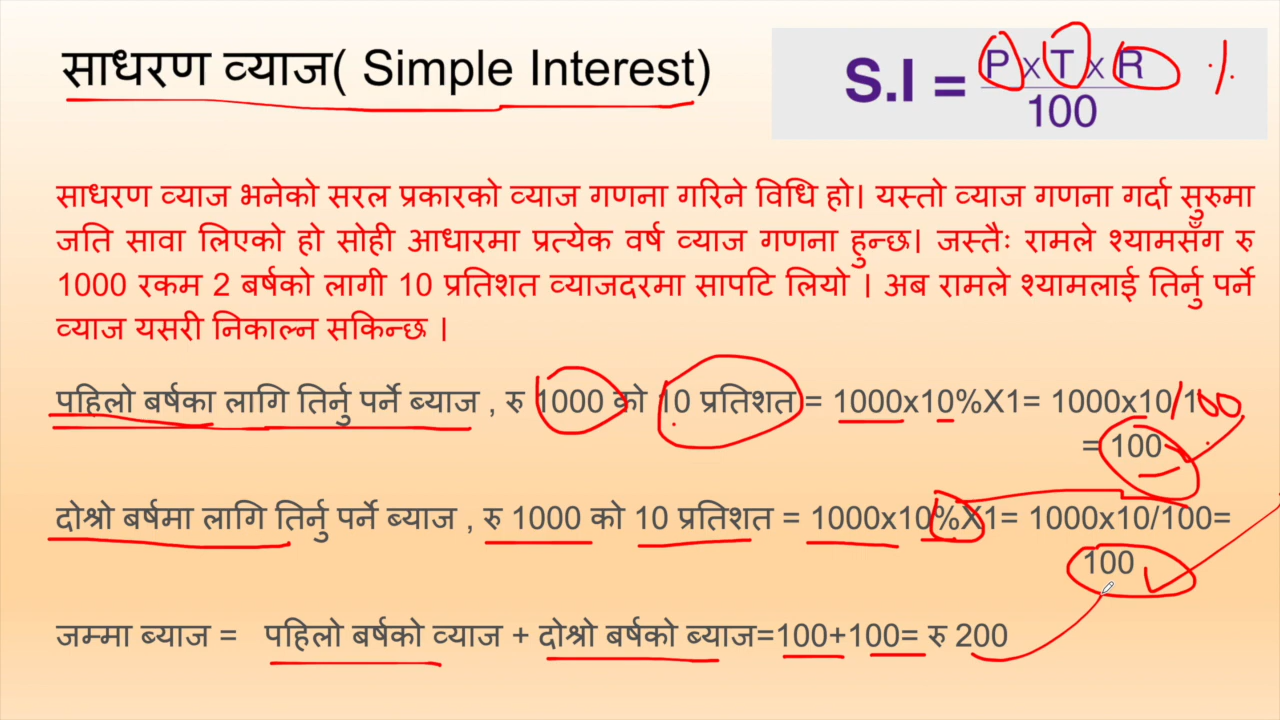 साधरण व्याज( Simple Interest)
S.I = P x T x R / 100 %
साधरण व्याज भनेको सरल प्रकारको व्याज गणना गरिने विधि हो। यस्तो व्याज गणना गर्दा सुरुमा
जति सावा लिएको हो सोही आधारमा प्रत्येक वर्ष व्याज गणना हुन्छ। जस्तैः रामले श्यामसँग रु
1000 रकम 2 बर्षको लागी 10 प्रतिशत व्याजदरमा सापटि लियो । अब रामले श्यामलाई तिर्नु पर्ने
व्याज यसरी निकाल्न सकिन्छ ।
पहिलो बर्षका लागि तिर्नु पर्ने ब्याज , रु 1000 को 10 प्रतिशत = 1000x10%X1= 1000x10/100
= 100
दोश्रो बर्षमा लागि तिर्नु पर्ने ब्याज , रु 1000 को 10 प्रतिशत = 1000x10%X1= 1000x10/100=
100
जम्मा ब्याज = पहिलो बर्षको व्याज + दोश्रो बर्षको ब्याज=100+100= रु 200